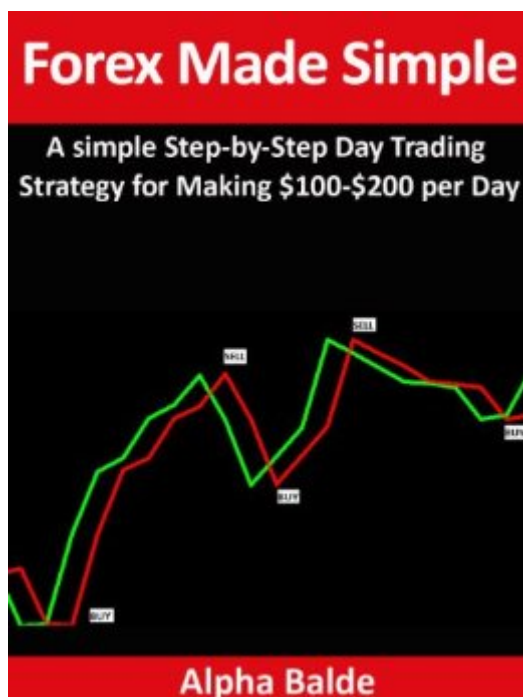 Forex Made Simple
A simple Step-by-Step Day Trading
Strategy for Making $100-$200 per Day
SELL
SELL
BUY
BUY
BUY
Alpha Balde